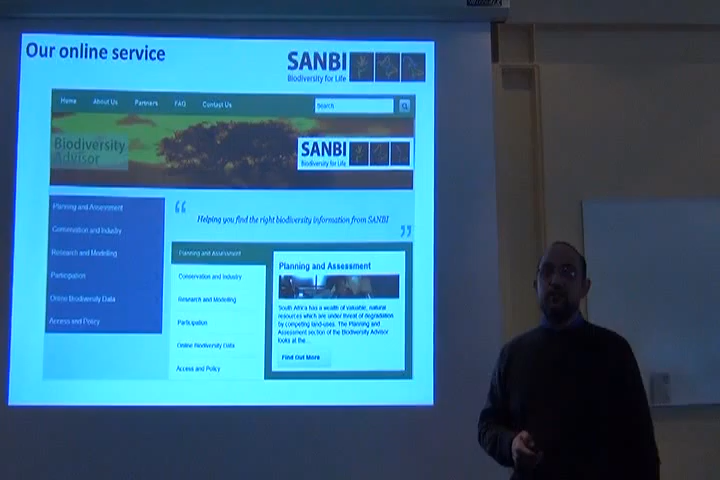 Our online service
SANBI
Biodiversity for Life
Home About Us Partners FAQ Contact Us
Search
Biodiversity
Advisor
SANBI
Biodiversity for Life
Planning and Assessment
Conservation and Industry
Research and Modelling
Participation
Online Biodiversity Data
Access and Policy
“ Helping you find the right biodiversity information from SANBI ”
Planning and Assessment
Conservation and Industry
Research and Modelling
Participation
Online Biodiversity Data
Access and Policy
Planning and Assessment
South Africa has a wealth of valuable, natural
resources which are under threat of degradation
by competing land-uses. The Planning and
Assessment section of the Biodiversity Advisor
looks at the...
Find Out More